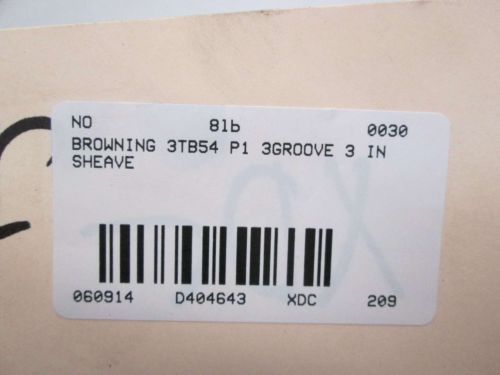 NO 81b 0030
BROWNING 3TB54 P1 3GROOVE 3 IN
SHEAVE
060914 D404643 XDC 209